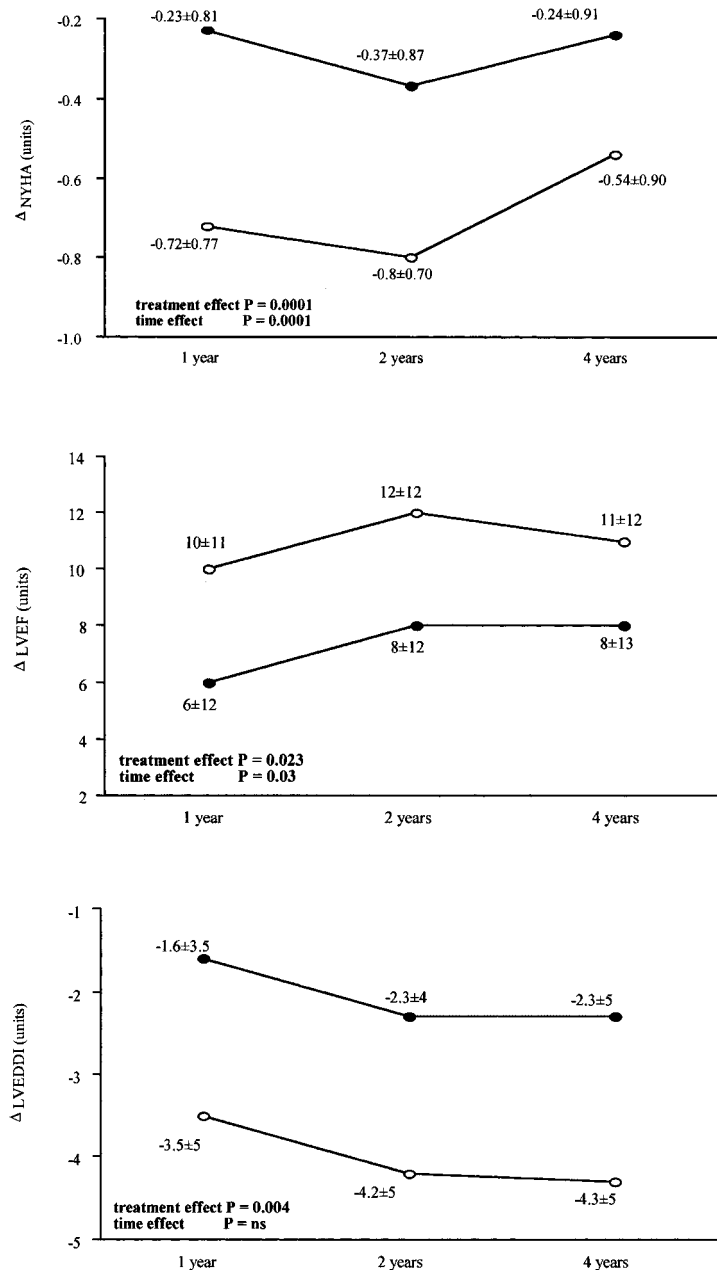 -0.2
-0.23±0.81
-0.37±0.87
-0.24±0.91
-0.4
Δ NYHA (units)
-0.6
-0.72±0.77
-0.8±0.70
-0.54±0.90
-0.8
treatment effect P = 0.0001
time effect P = 0.0001
-1.0
1 year 2 years 4 years
14
12±12
12
11±12
10±11
10
Δ LVEF (units)
8
8±12
8±13
6
6±12
4
treatment effect P = 0.023
time effect P = 0.03
2
1 year 2 years 4 years
-1
-1.6±3.5
-2.3±4
-2.3±5
-2
Δ LVEDDI (units)
-3
-3.5±5
-4
-4.2±5
-4.3±5
treatment effect P = 0.004
time effect P = ns
-5
1 year 2 years 4 years